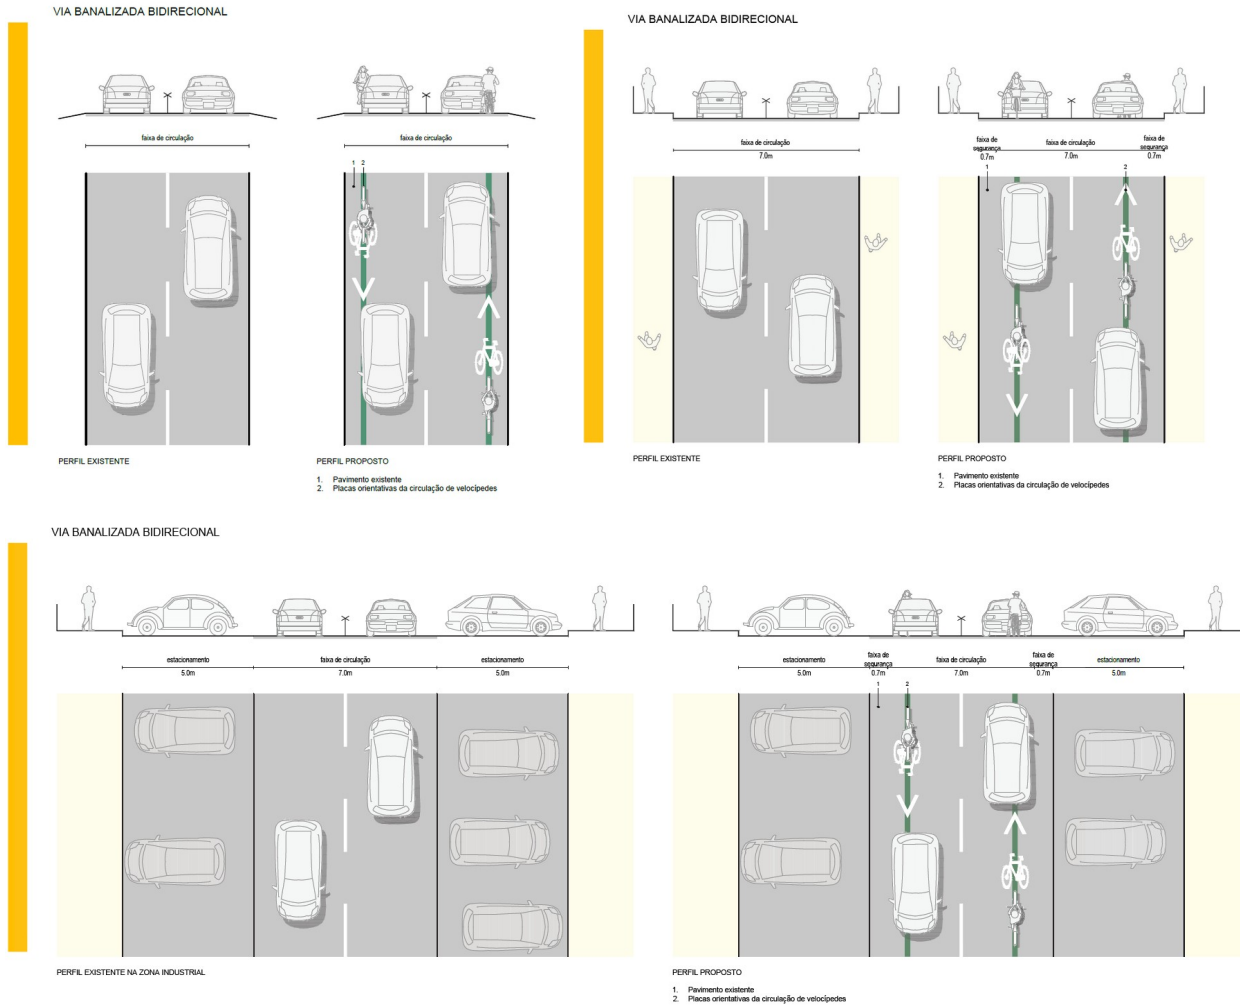 VIA BANALIZADA BIDIRECIONAL
faixa de circulação
faixa de circulação
1 2
PERFIL EXISTENTE
PERFIL PROPOSTO
1. Pavimento existente
2. Placas orientativas da circulação de velocípedes
VIA BANALIZADA BIDIRECIONAL
faixa de circulação
7.0m
faixa de
segurança
0.7m
faixa de circulação
7.0m
faixa de
segurança
0.7m
1
2
PERFIL EXISTENTE
PERFIL PROPOSTO
1. Pavimento existente
2. Placas orientativas da circulação de velocípedes
VIA BANALIZADA BIDIRECIONAL
estacionamento
5.0m
faixa de circulação
7.0m
estacionamento
5.0m
estacionamento
5.0m
faixa de
segurança
0.7m
faixa de circulação
7.0m
faixa de
segurança
0.7m
estacionamento
5.0m
1
2
PERFIL EXISTENTE NA ZONA INDUSTRIAL
PERFIL PROPOSTO
1. Pavimento existente
2. Placas orientativas da circulação de velocípedes